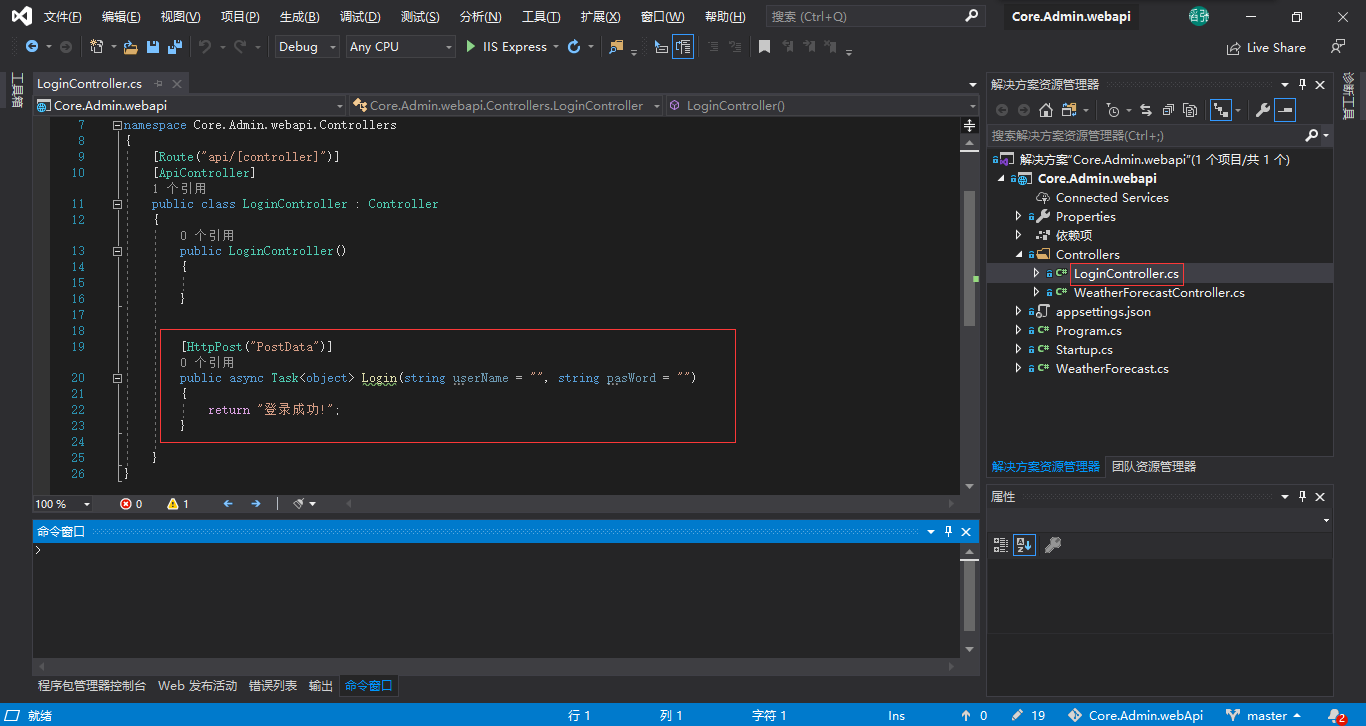 文件(F) 编辑(E) 视图(V) 项目(P) 生成(B) 调试(D) 测试(S) 分析(N) 工具(T) 扩展(X) 窗口(W) 帮助(H) 搜索 (Ctrl+Q) Core.Admin.webapi
Debug Any CPU IIS Express Live Share
工具箱
LoginController.cs
Core.Admin.webapi Core.Admin.webapi.Controllers.LoginController LoginController()
7 namespace Core.Admin.webapi.Controllers
8 {
9 [Route("api/[controller]")]
10 [ApiController]
1 个引用
11 public class LoginController : Controller
12 {
0 个引用
13 public LoginController()
14 {
15
16 }
17
18
19 [HttpPost("PostData")]
0 个引用
20 public async Task<object> Login(string userName = "", string pasWord = "")
21 {
22 return "登录成功!";
23 }
24
25 }
26 }
100 % 0 1
命令窗口
>
程序包管理器控制台 Web 发布活动 错误列表 输出 命令窗口
解决方案资源管理器
搜索解决方案资源管理器(Ctrl+;)
解决方案"Core.Admin.webapi"(1 个项目/共 1 个)
Core.Admin.webapi
Connected Services
Properties
依赖项
Controllers
C# LoginController.cs
C# WeatherForecastController.cs
appsettings.json
C# Program.cs
C# Startup.cs
C# WeatherForecast.cs
解决方案资源管理器 团队资源管理器
属性
诊断工具
就绪 行 1 列 1 字符 1 Ins 0 19 Core.Admin.webApi master 2